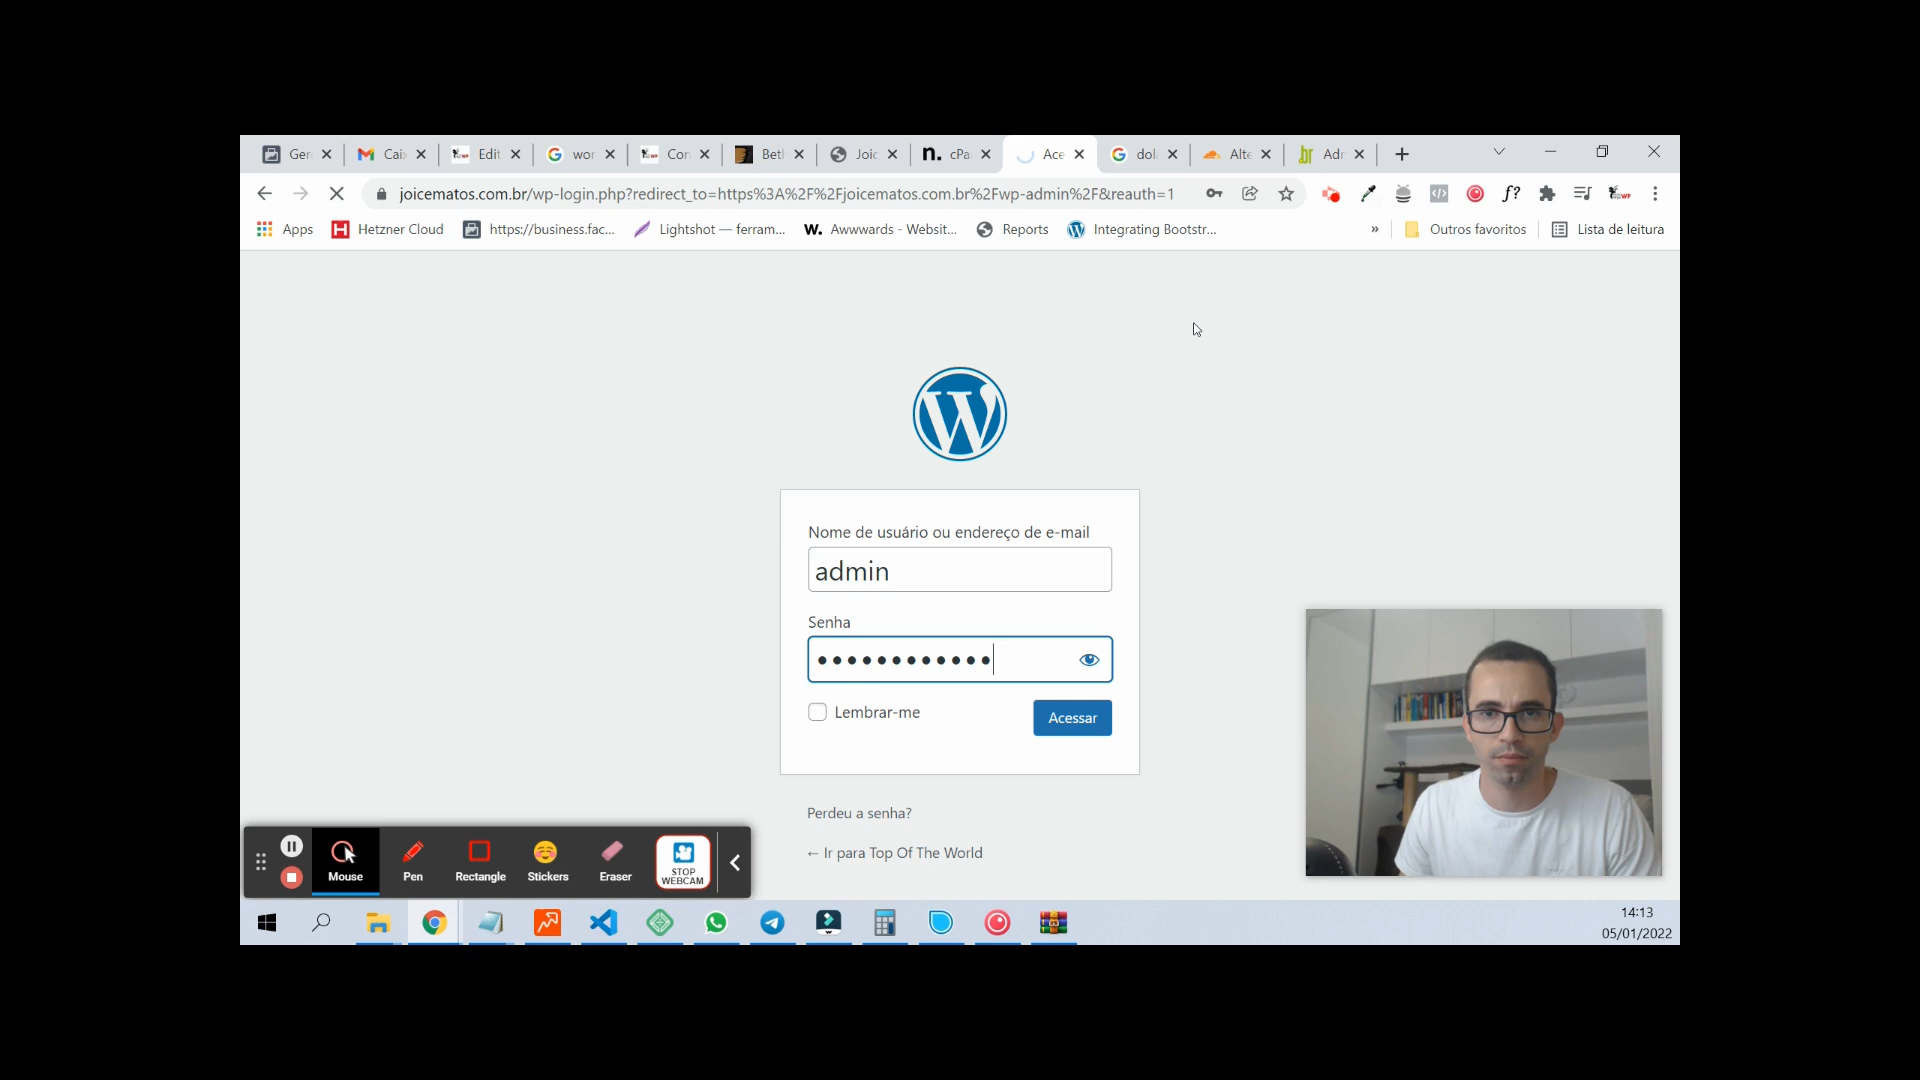 Ger
Cai
Edit
wor
Con
Bet
Joic
n. cPa
Ace
dol
Alte
br Adr
joicematos.com.br/wp-login.php?redirect_to=https%3A%2F%2Fjoicematos.com.br%2Fwp-admin%2F&reauth=1
f?
Apps
Hetzner Cloud
https://business.fac...
Lightshot — ferram...
W. Awwwards - Websit...
Reports
Integrating Bootstr...
»
Outros favoritos
Lista de leitura
Nome de usuário ou endereço de e-mail
admin
Senha
Lembrar-me
Acessar
Perdeu a senha?
← Ir para Top Of The World
Mouse
Pen
Rectangle
Stickers
Eraser
STOP
WEBCAM
14:13
05/01/2022